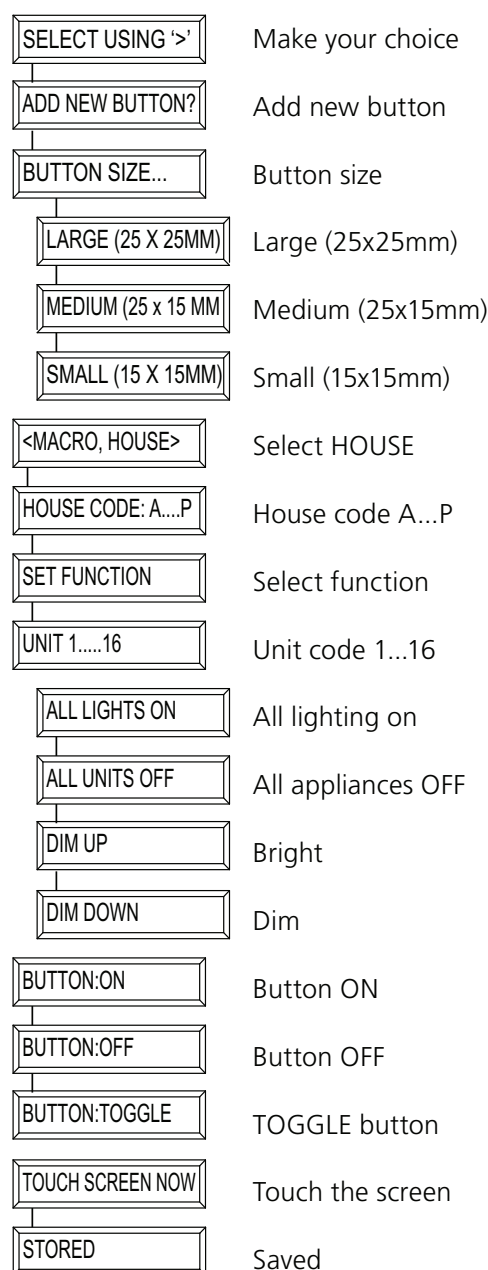 SELECT USING ‘>’ Make your choice
ADD NEW BUTTON? Add new button
BUTTON SIZE... Button size
LARGE (25 X 25MM) Large (25x25mm)
MEDIUM (25 x 15 MM Medium (25x15mm)
SMALL (15 X 15MM) Small (15x15mm)
<MACRO, HOUSE> Select HOUSE
HOUSE CODE: A....P House code A...P
SET FUNCTION Select function
UNIT 1.....16 Unit code 1...16
ALL LIGHTS ON All lighting on
ALL UNITS OFF All appliances OFF
DIM UP Bright
DIM DOWN Dim
BUTTON:ON Button ON
BUTTON:OFF Button OFF
BUTTON:TOGGLE TOGGLE button
TOUCH SCREEN NOW Touch the screen
STORED Saved